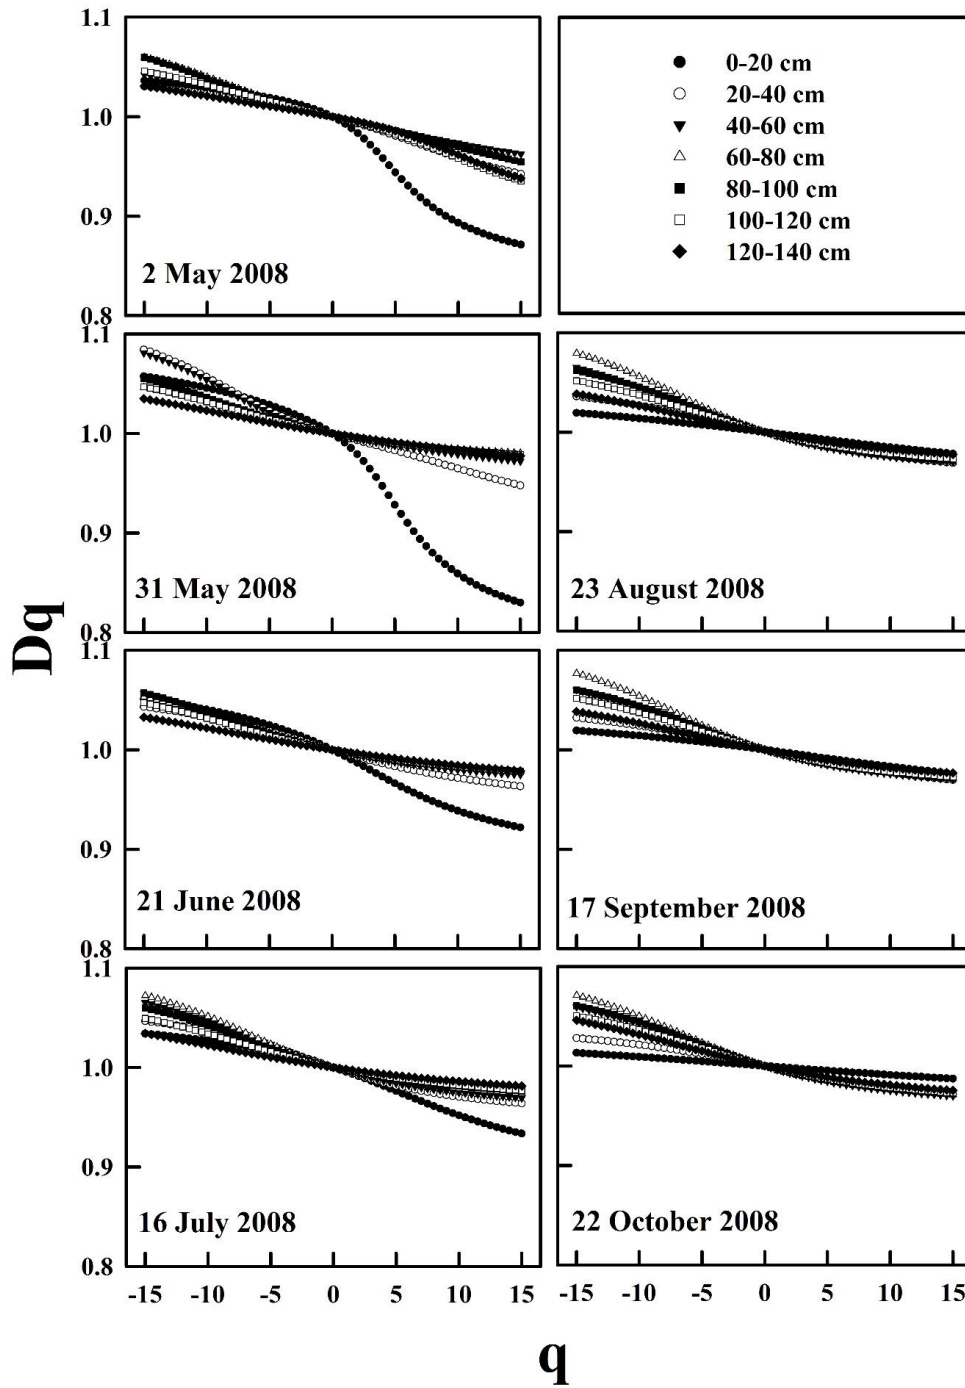 1.1
1.0
0.9
0.8
2 May 2008
0-20 cm
20-40 cm
40-60 cm
60-80 cm
80-100 cm
100-120 cm
120-140 cm
1.1
1.0
0.9
0.8
31 May 2008
23 August 2008
Dq
1.1
1.0
0.9
0.8
21 June 2008
17 September 2008
1.1
1.0
0.9
0.8
16 July 2008
22 October 2008
-15 -10 -5 0 5 10 15
-15 -10 -5 0 5 10 15
q